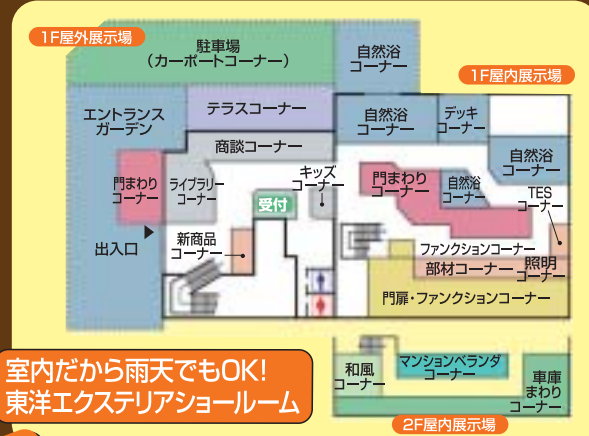 1F屋外展示場
駐車場
(カーポートコーナー)
自然浴
コーナー
1F屋内展示場
エントランス
ガーデン
テラスコーナー
自然浴
コーナー
デッキ
コーナー
商談コーナー
自然浴
コーナー
門まわり
コーナー
ライブラリー
コーナー
キッズ
コーナー
門まわり
コーナー
自然浴
コーナー
TES
コーナー
受付
出入口
新商品
コーナー
ファンクションコーナー
部材コーナー
照明
コーナー
門扉・ファンクションコーナー
室内だから雨天でもOK!
東洋エクステリアショールーム
和風
コーナー
マンションベランダ
コーナー
車庫
まわり
コーナー
2F屋内展示場